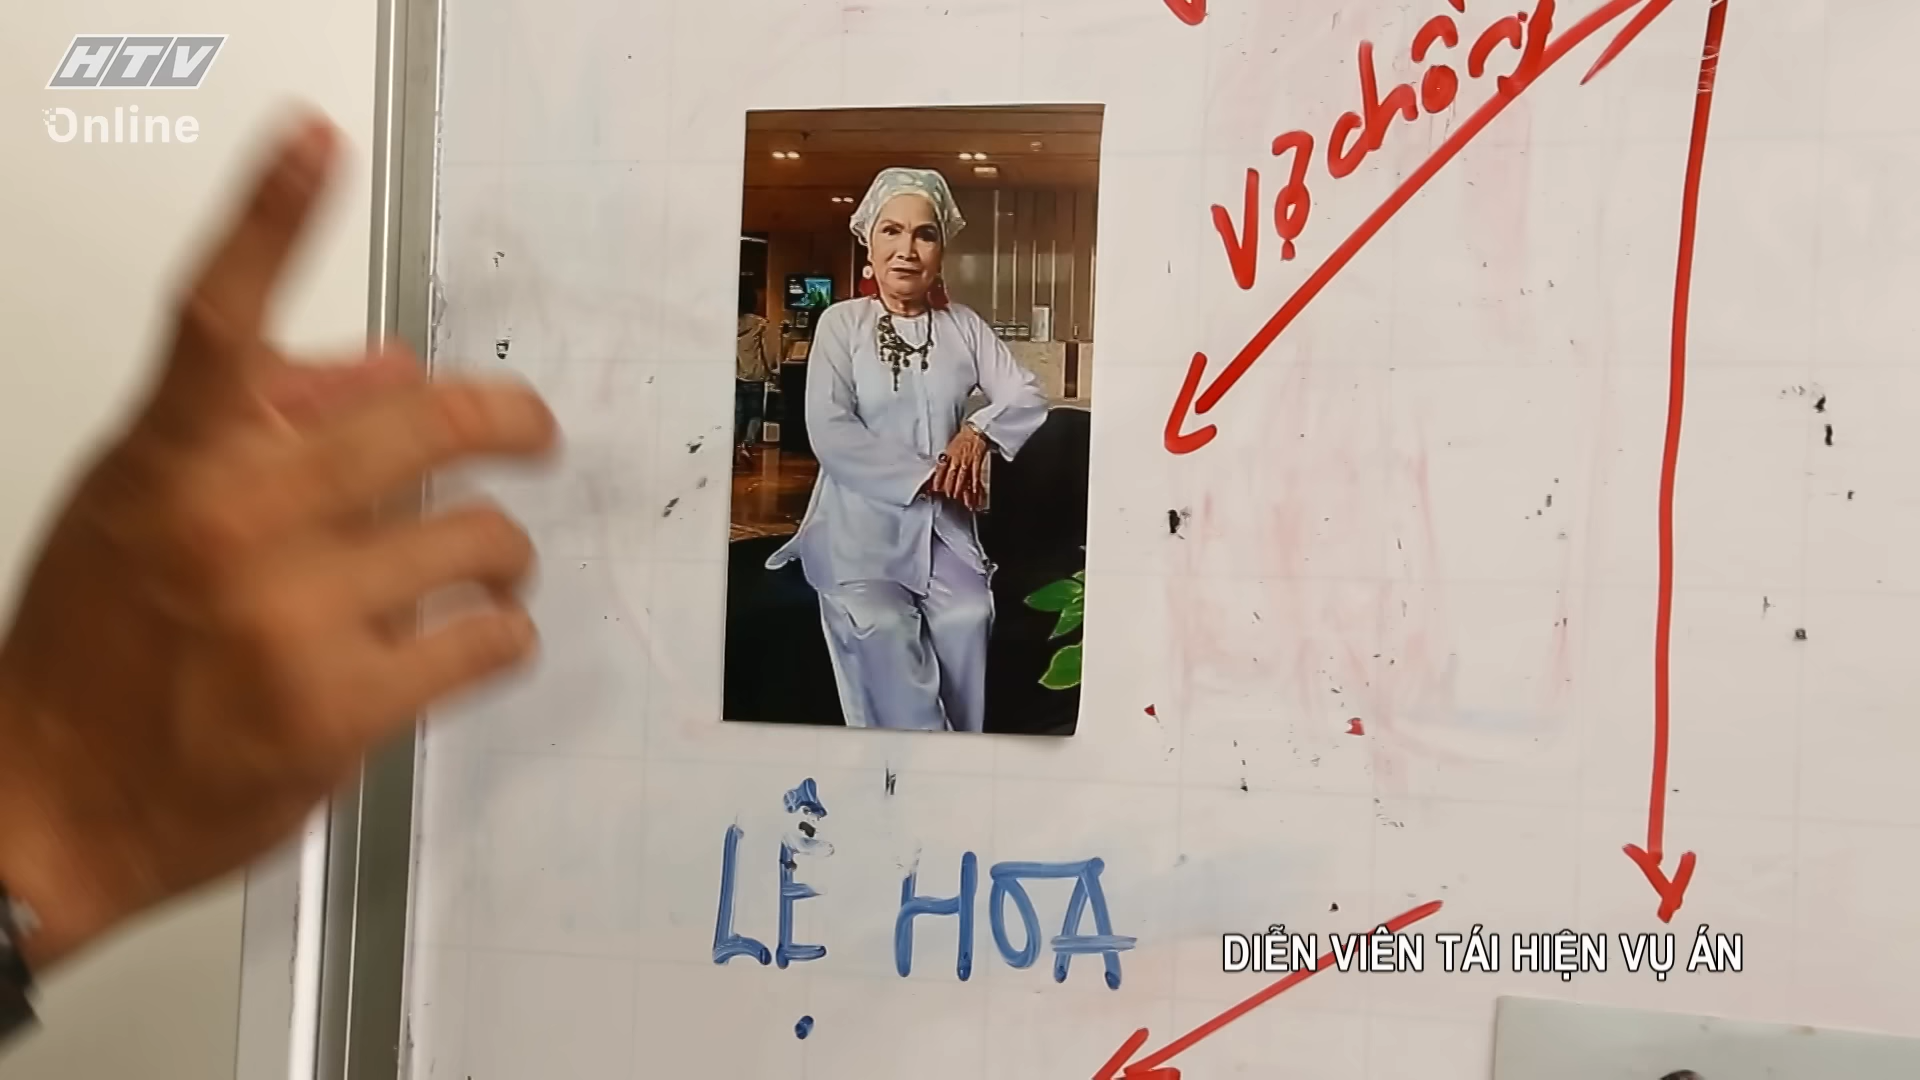 HTV
Online
Vợ chồng
LỆ HOA
DIỄN VIÊN TÁI HIỆN VỤ ÁN